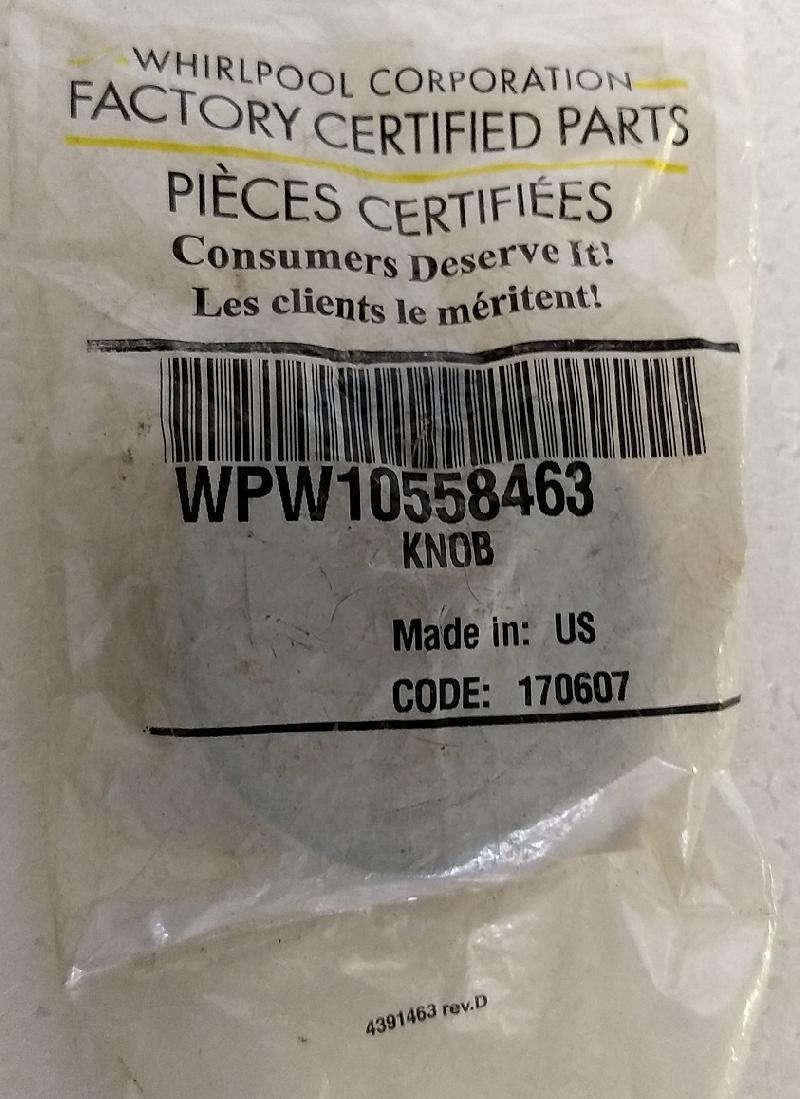 WHIRLPOOL CORPORATION
FACTORY CERTIFIED PARTS
PIÈCES CERTIFIÉES
Consumers Deserve It!
Les clients le méritent!
WPW10558463
KNOB
Made in: US
CODE: 170607
4391463 rev.D